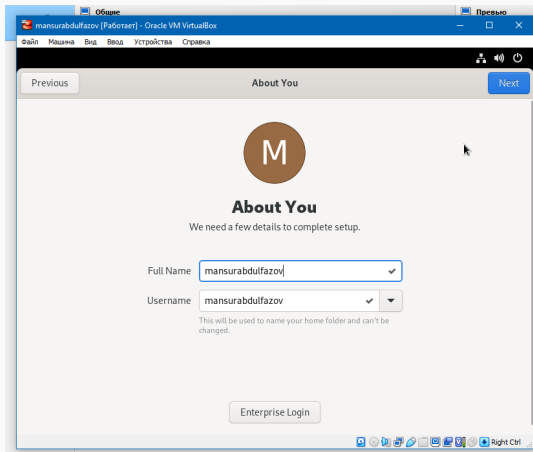 Общие
Превью
mansurabdulfazov [Работает] - Oracle VM VirtualBox
Файл Машина Вид Ввод Устройства Справка
Previous About You Next
M
About You
We need a few details to complete setup.
Full Name mansurabdulfazov
Username mansurabdulfazov
This will be used to name your home folder and can't be
changed.
Enterprise Login
Right Ctrl